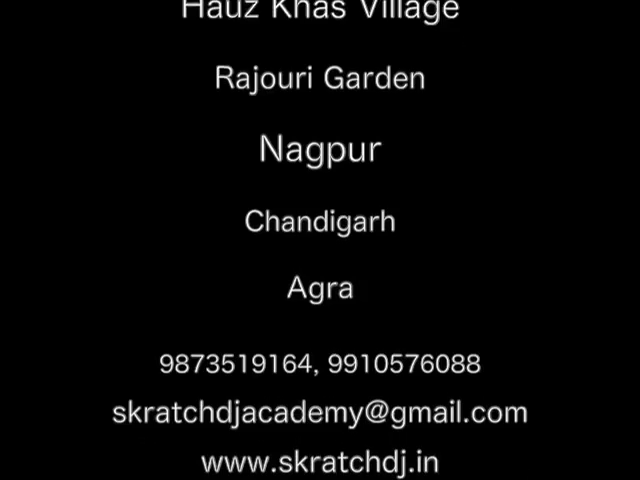 Hauz Khas Village
Rajouri Garden
Nagpur
Chandigarh
Agra
9873519164, 9910576088
skratchdjacademy@gmail.com
www.skratchdj.in